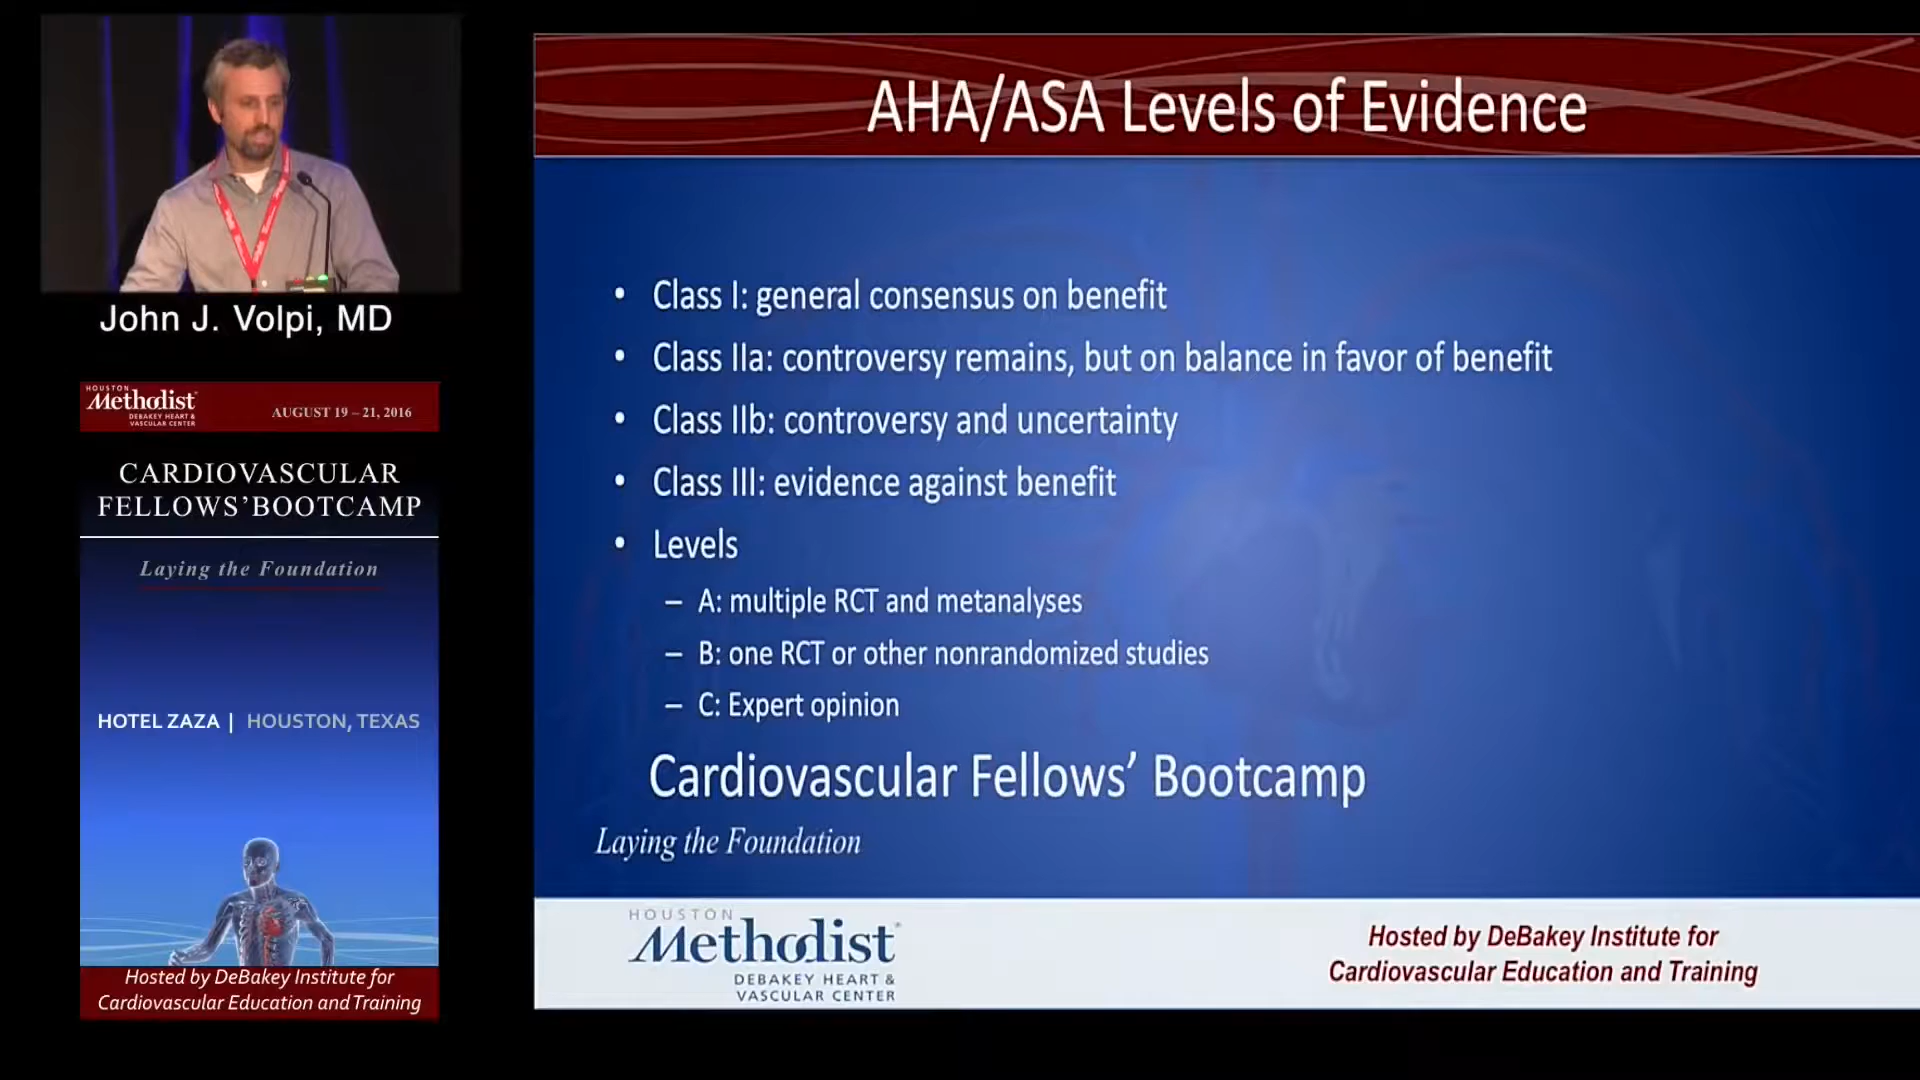 John J. Volpi, MD
HOUSTON
Methodist
DEBAKEY HEART &
VASCULAR CENTER
AUGUST 19 – 21, 2016
CARDIOVASCULAR
FELLOWS'BOOTCAMP
Laying the Foundation
HOTEL ZAZA | HOUSTON, TEXAS
Hosted by DeBakey Institute for
Cardiovascular Education and Training
AHA/ASA Levels of Evidence
• Class I: general consensus on benefit
• Class IIa: controversy remains, but on balance in favor of benefit
• Class IIb: controversy and uncertainty
• Class III: evidence against benefit
• Levels
– A: multiple RCT and metanalyses
– B: one RCT or other nonrandomized studies
– C: Expert opinion
Cardiovascular Fellows’ Bootcamp
Laying the Foundation
HOUSTON
Methodist
DEBAKEY HEART &
VASCULAR CENTER
Hosted by DeBakey Institute for
Cardiovascular Education and Training